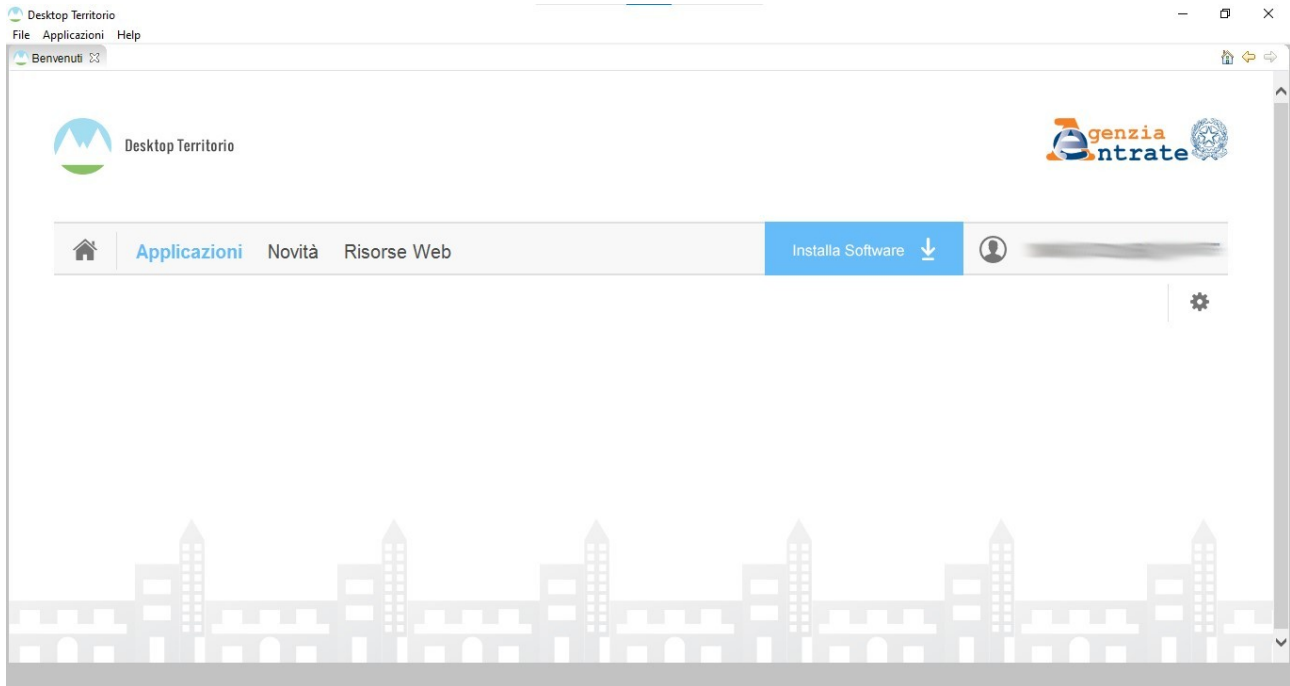 Desktop Territorio
File Applicazioni Help
Benvenuti
Desktop Territorio
Agenzia
Entrate
Applicazioni Novità Risorse Web Installa Software